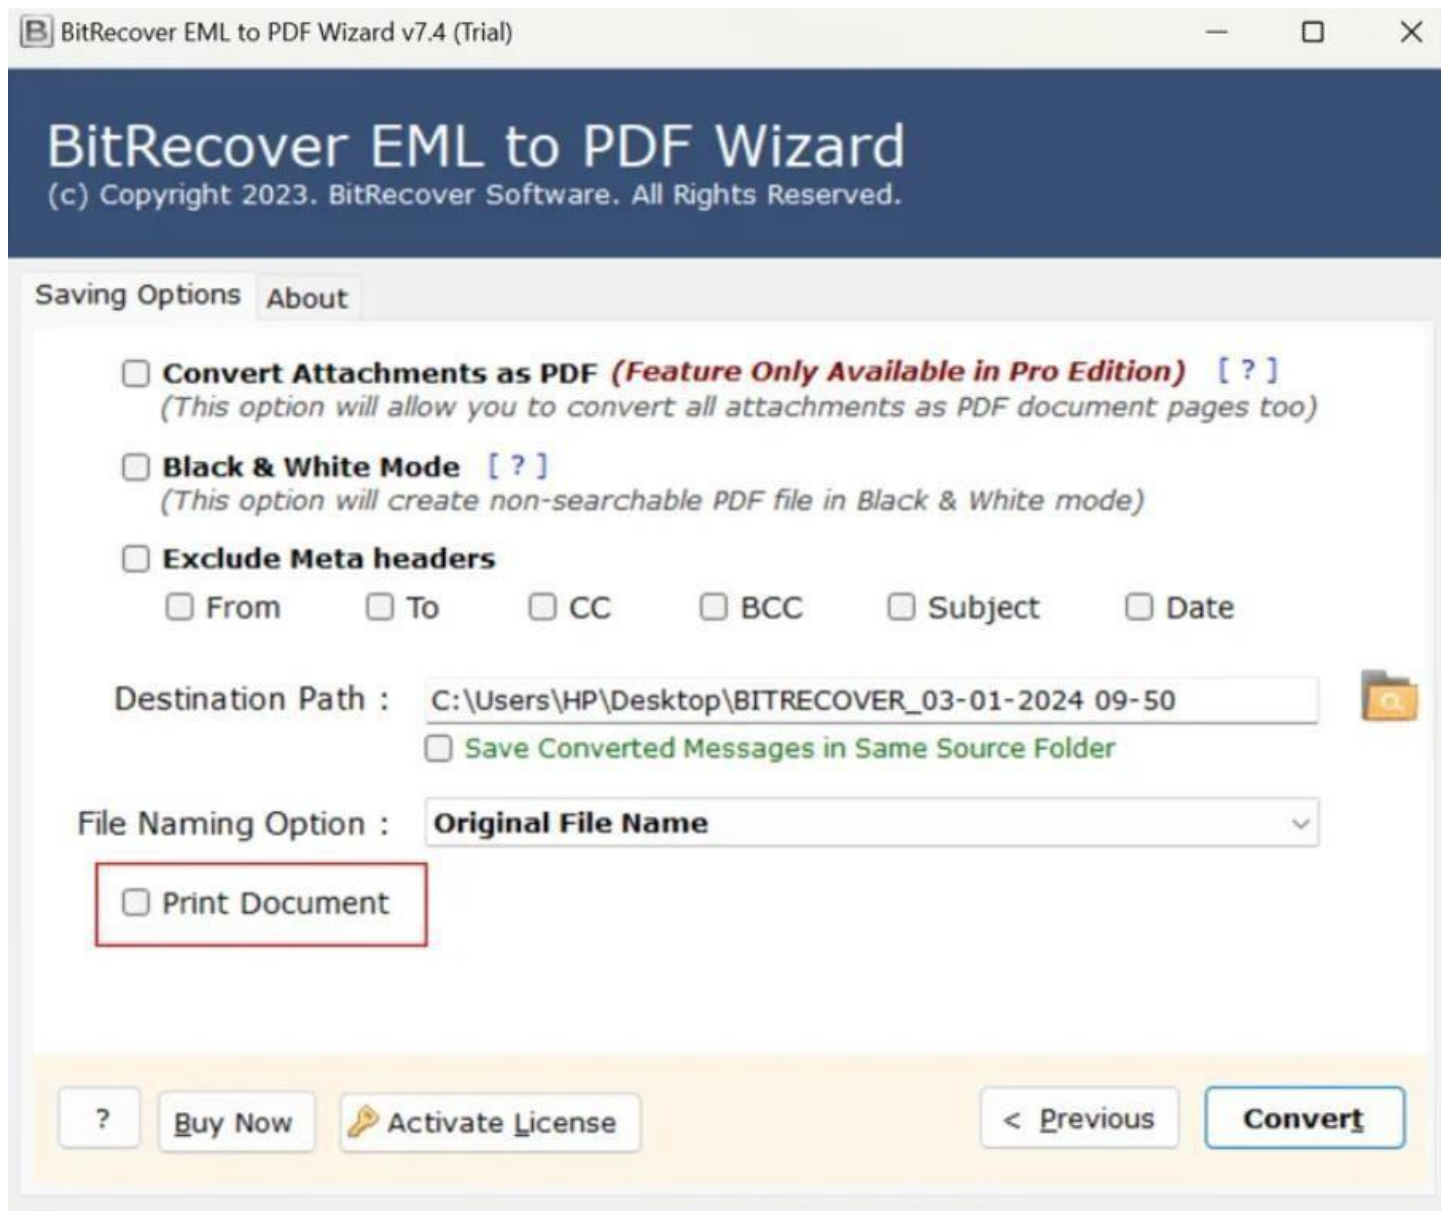 BitRecover EML to PDF Wizard v7.4 (Trial)
BitRecover EML to PDF Wizard
(c) Copyright 2023. BitRecover Software. All Rights Reserved.
Saving Options About
Convert Attachments as PDF (Feature Only Available in Pro Edition) [ ? ]
(This option will allow you to convert all attachments as PDF document pages too)
Black & White Mode [ ? ]
(This option will create non-searchable PDF file in Black & White mode)
Exclude Meta headers
From To CC BCC Subject Date
Destination Path : C:\Users\HP\Desktop\BITRECOVER_03-01-2024 09-50
Save Converted Messages in Same Source Folder
File Naming Option : Original File Name
Print Document
? Buy Now Activate License < Previous Convert